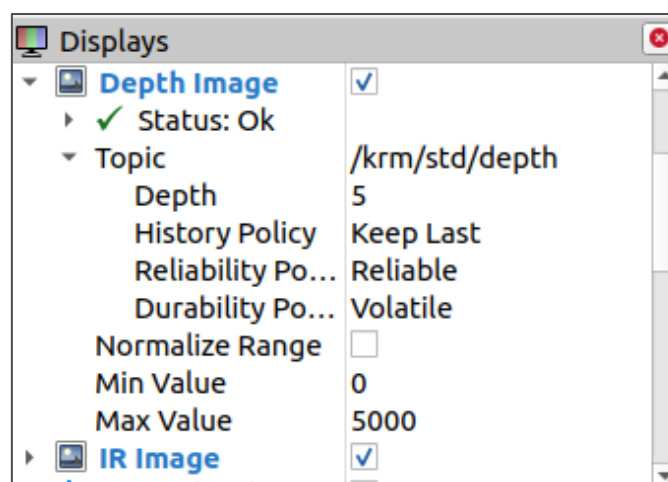 Displays
Depth Image
Status: Ok
Topic /krm/std/depth
Depth 5
History Policy Keep Last
Reliability Po... Reliable
Durability Po... Volatile
Normalize Range
Min Value 0
Max Value 5000
IR Image